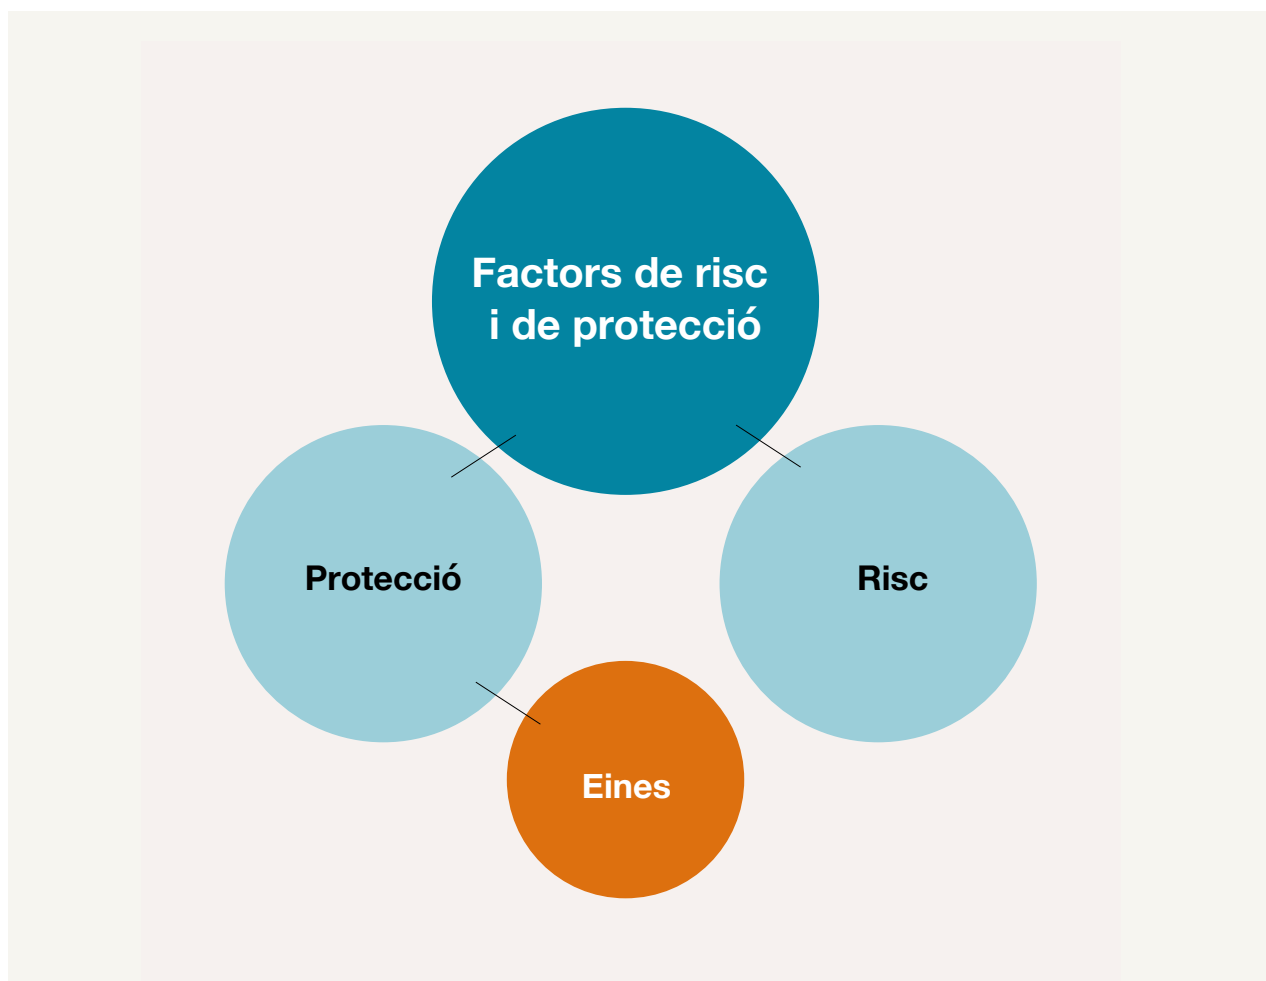 Factors de risc
i de protecció
Protecció
Risc
Eines